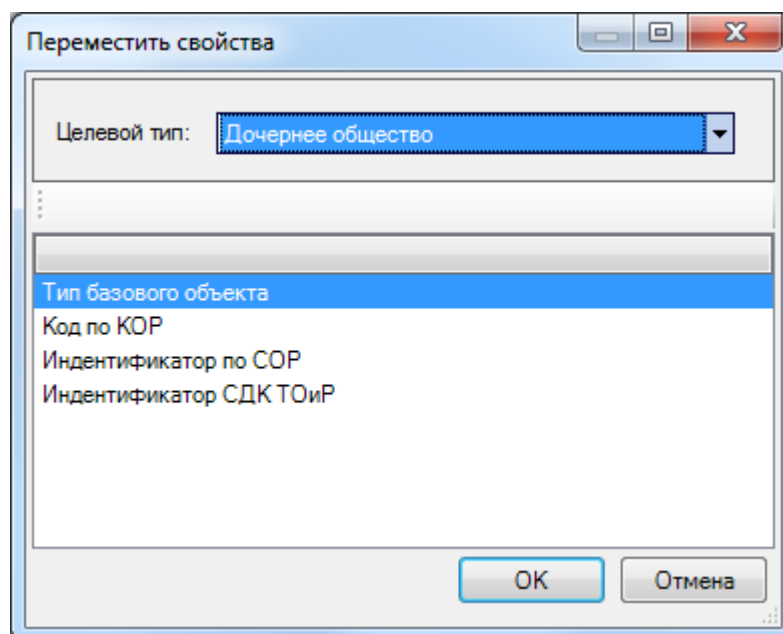 Переместить свойства
Целевой тип: Дочернее общество
Тип базового объекта
Код по КОР
Индентификатор по СОР
Индентификатор СДК ТОиР
OK Отмена